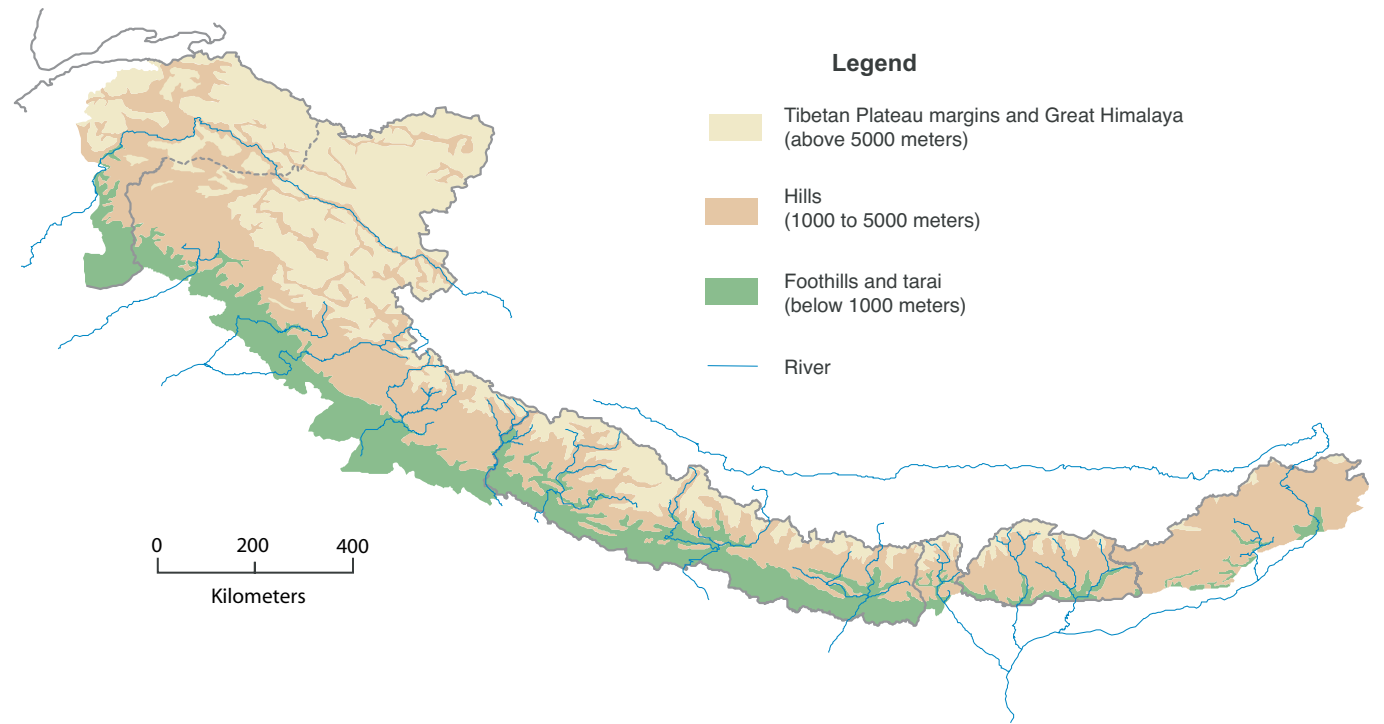 Legend
Tibetan Plateau margins and Great Himalaya
(above 5000 meters)
Hills
(1000 to 5000 meters)
Foothills and tarai
(below 1000 meters)
River
0 200 400
Kilometers